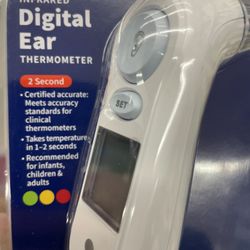 INFRARED
Digital
Ear
THERMOMETER
2 Second
• Certified accurate:
Meets accuracy
standards for
clinical
thermometers
• Takes temperature
in 1–2 seconds
• Recommended
for infants,
children &
adults
SET